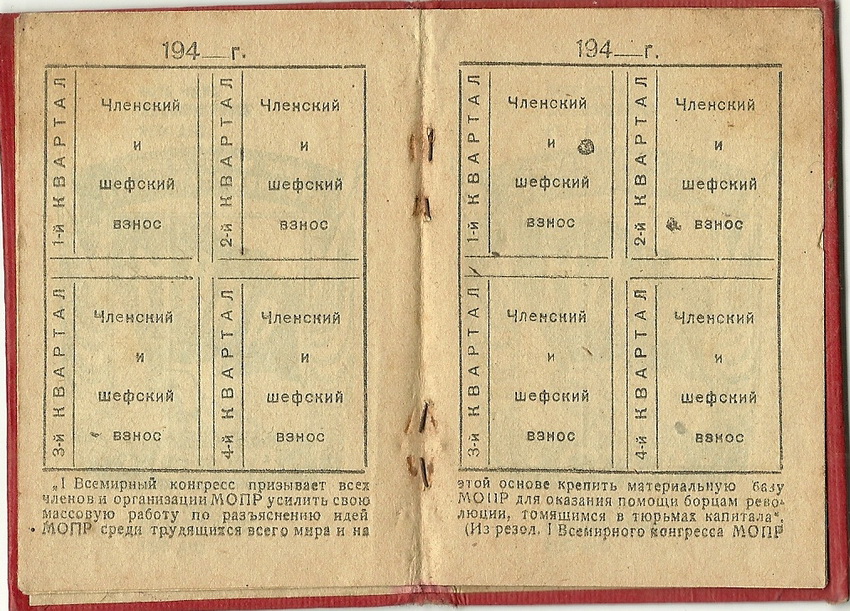 194__г.
1-й КВАРТАЛ
Членский
и
шефский
взнос
2-й КВАРТАЛ
Членский
и
шефский
взнос
3-й КВАРТАЛ
Членский
и
шефский
взнос
4-й КВАРТАЛ
Членский
и
шефский
взнос
„I Всемирный конгресс призывает всех
членов и организации МОПР усилить свою
массовую работу по разъяснению идей
МОПР среди трудящихся всего мира и на
194__г.
1-й КВАРТАЛ
Членский
и
шефский
взнос
2-й КВАРТАЛ
Членский
и
шефский
взнос
3-й КВАРТАЛ
Членский
и
шефский
взнос
4-й КВАРТАЛ
Членский
и
шефский
взнос
этой основе крепить материальную базу
МОПР для оказания помощи борцам рево-
люции, томящимся в тюрьмах капитала“.
(Из резол. I Всемирного конгресса МОПР